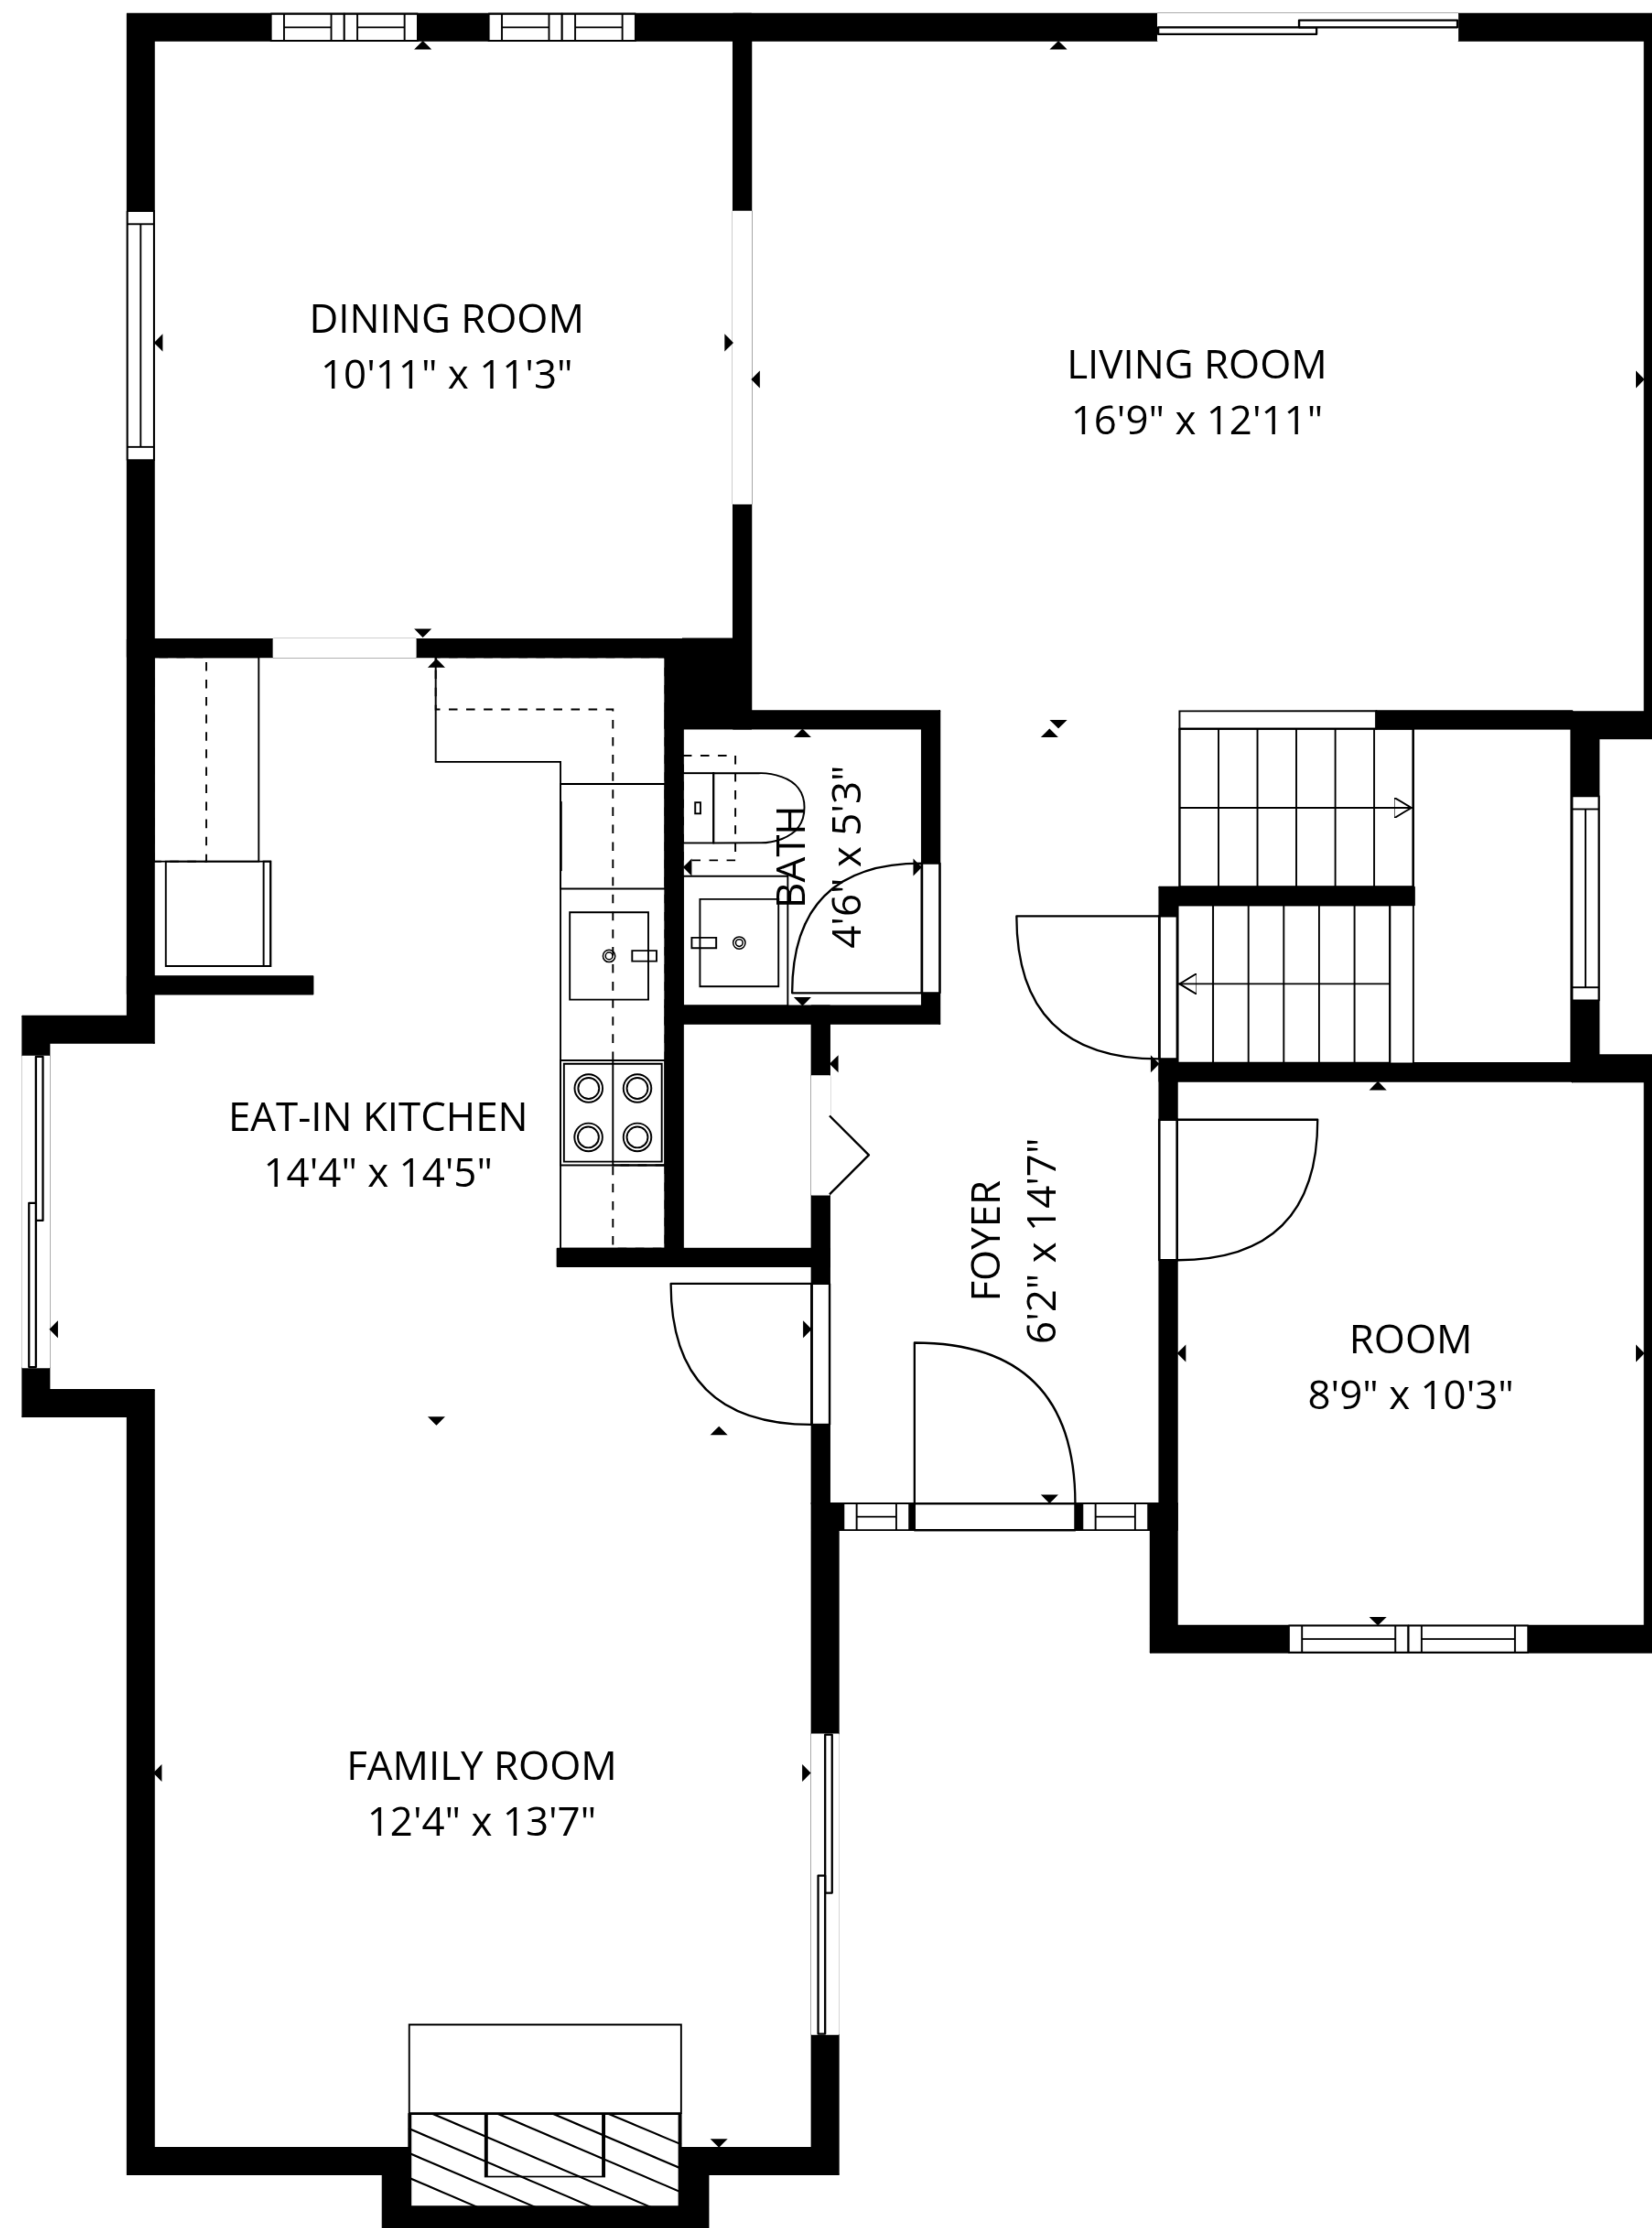 DINING ROOM
10'11" x 11'3"
LIVING ROOM
16'9" x 12'11"
BATH
4'6" x 5'3"
EAT-IN KITCHEN
14'4" x 14'5"
FOYER
6'2" x 14'7"
ROOM
8'9" x 10'3"
FAMILY ROOM
12'4" x 13'7"